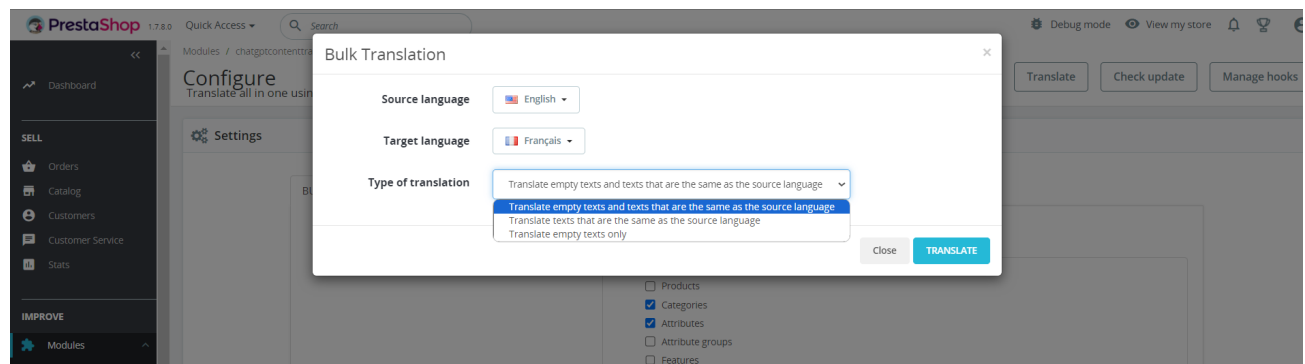 PrestaShop 1.7.8.0 Quick Access Search Debug mode View my store
Modules / chatgptcontenttra
Configure
Translate all in one usin
Translate Check update Manage hooks
Dashboard
SELL
Orders
Catalog
Customers
Customer Service
Stats
IMPROVE
Modules
Settings
BU
Bulk Translation
Source language English
Target language Français
Type of translation Translate empty texts and texts that are the same as the source language
Translate empty texts and texts that are the same as the source language
Translate texts that are the same as the source language
Translate empty texts only
Close TRANSLATE
Products
Categories
Attributes
Attribute groups
Features